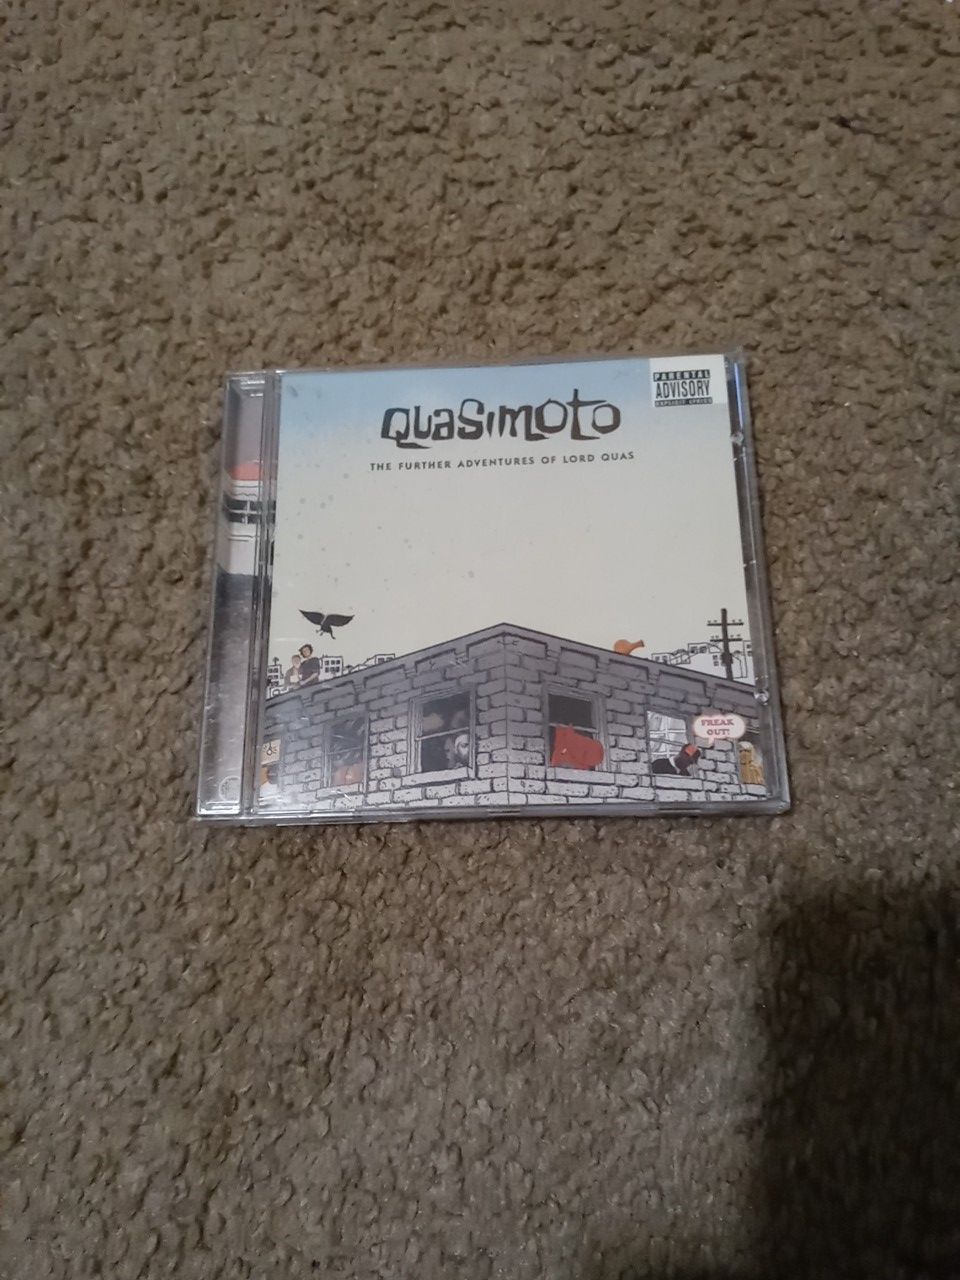 PARENTAL
ADVISORY
EXPLICIT LYRICS
QUASIMOTO
THE FURTHER ADVENTURES OF LORD QUAS
FREAK
OUT!